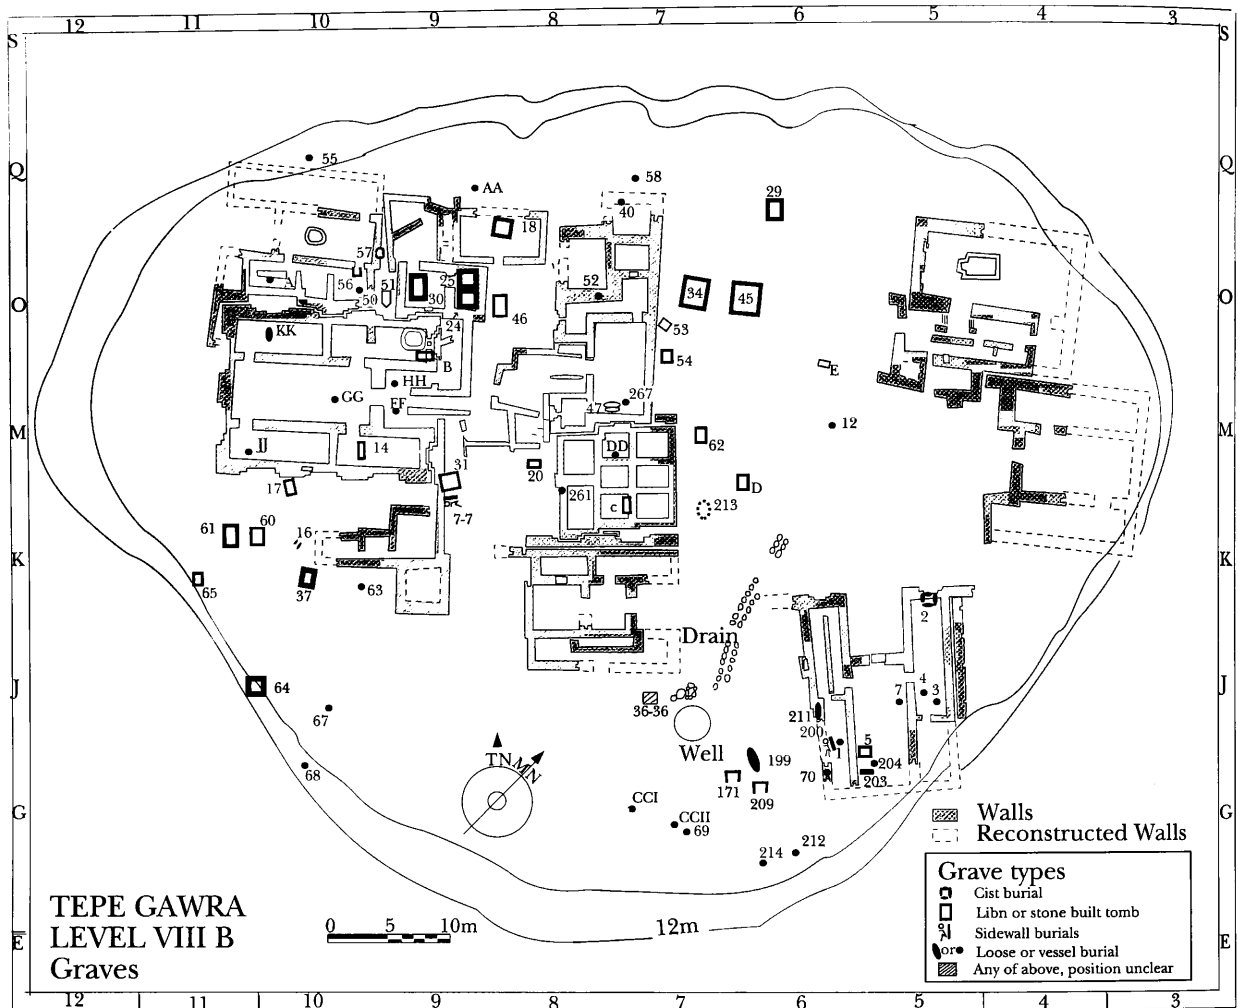 12 11 10 9 8 7 6 5 4 3
S S
Q 55 AA 58 29 Q
40
18
57
A 56 50 51 30 25 52 34 45
O O
KK 24 46 53
B 54
E
HH
GG FF 47 267
12
M JJ 14 DD 62 M
31 20
17 261 c D
7-7 213
61 60 16
K K
65 37 63
2
Drain
J 64 4 J
7 3
67 36-36 211
200
Well 1 5
TN MN 199 204
68 70 203
171 209
CCI
G CCII G
69
212
214
Walls
Reconstructed Walls
Grave types
Cist burial
Libn or stone built tomb
Sidewall burials
or Loose or vessel burial
Any of above, position unclear
TEPE GAWRA
LEVEL VIII B
Graves
0 5 10m
12m
E E
12 11 10 9 8 7 6 5 4 3